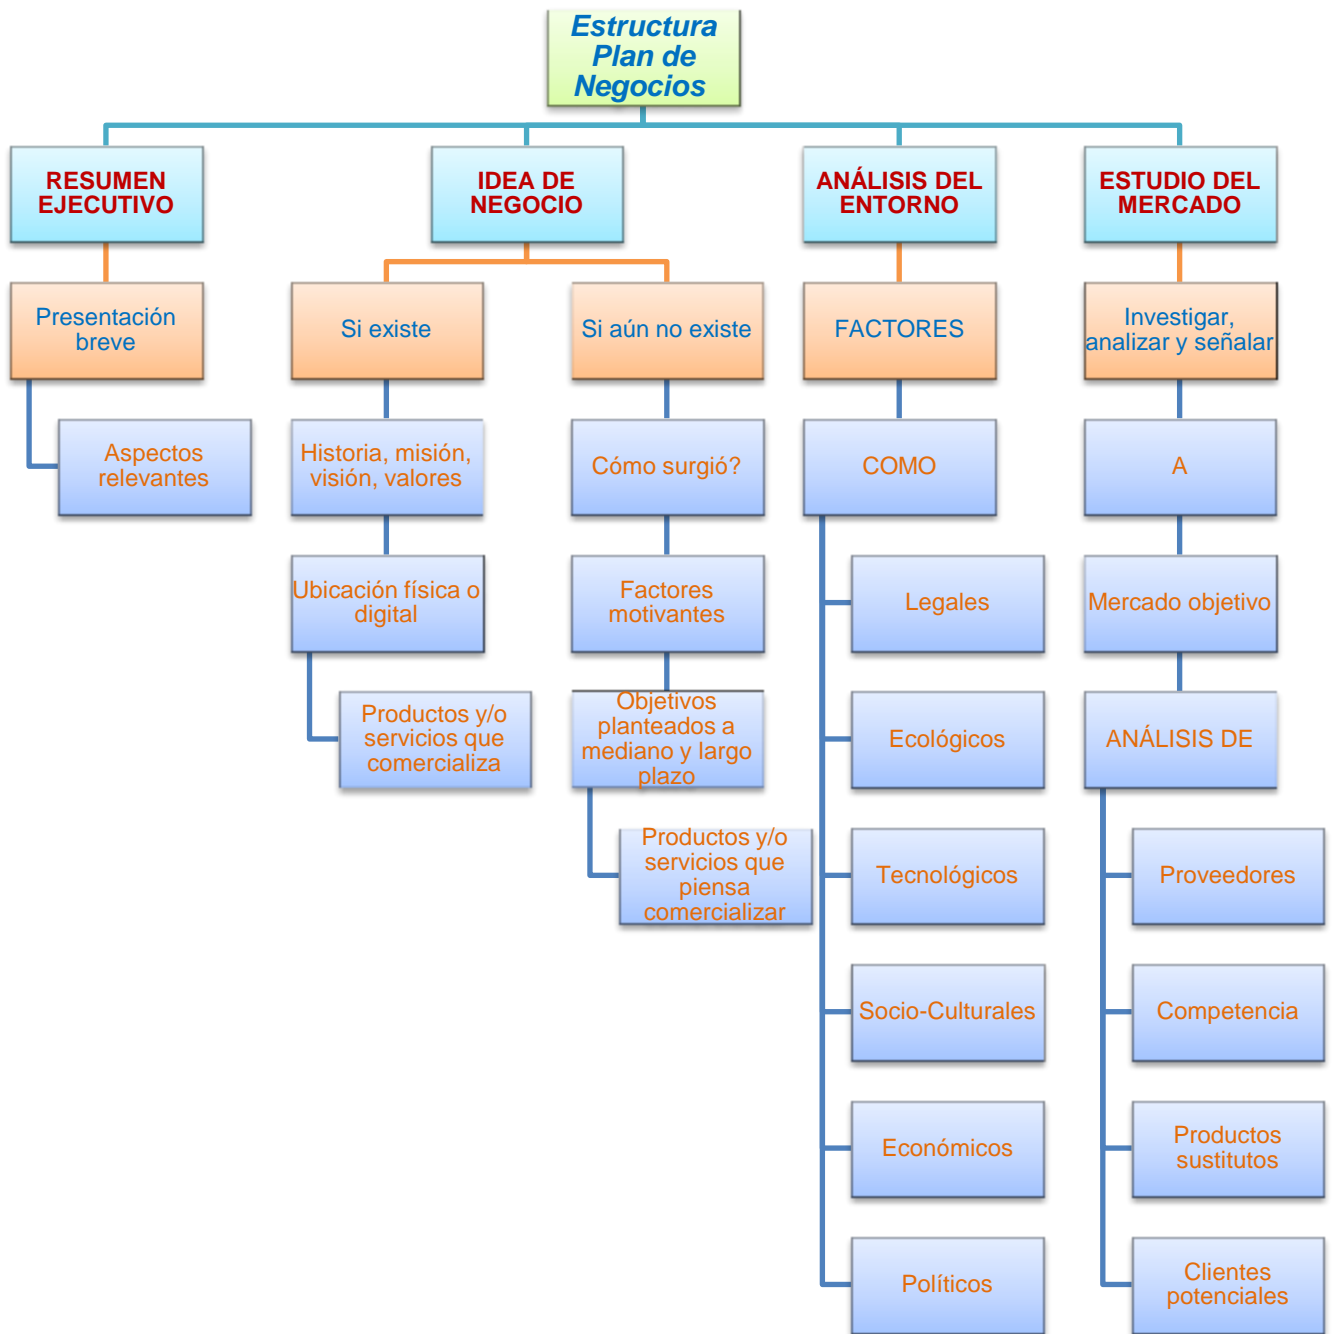 Estructura
Plan de
Negocios
RESUMEN
EJECUTIVO
IDEA DE
NEGOCIO
ANÁLISIS DEL
ENTORNO
ESTUDIO DEL
MERCADO
Presentación
breve
Si existe
Si aún no existe
FACTORES
Investigar,
analizar y señalar
Aspectos
relevantes
Historia, misión,
visión, valores
Cómo surgió?
COMO
A
Ubicación física o
digital
Factores
motivantes
Legales
Mercado objetivo
Productos y/o
servicios que
comercializa
Objetivos
planteados a
mediano y largo
plazo
Ecológicos
ANÁLISIS DE
Productos y/o
servicios que
piensa
comercializar
Tecnológicos
Proveedores
Socio-Culturales
Competencia
Económicos
Productos
sustitutos
Políticos
Clientes
potenciales